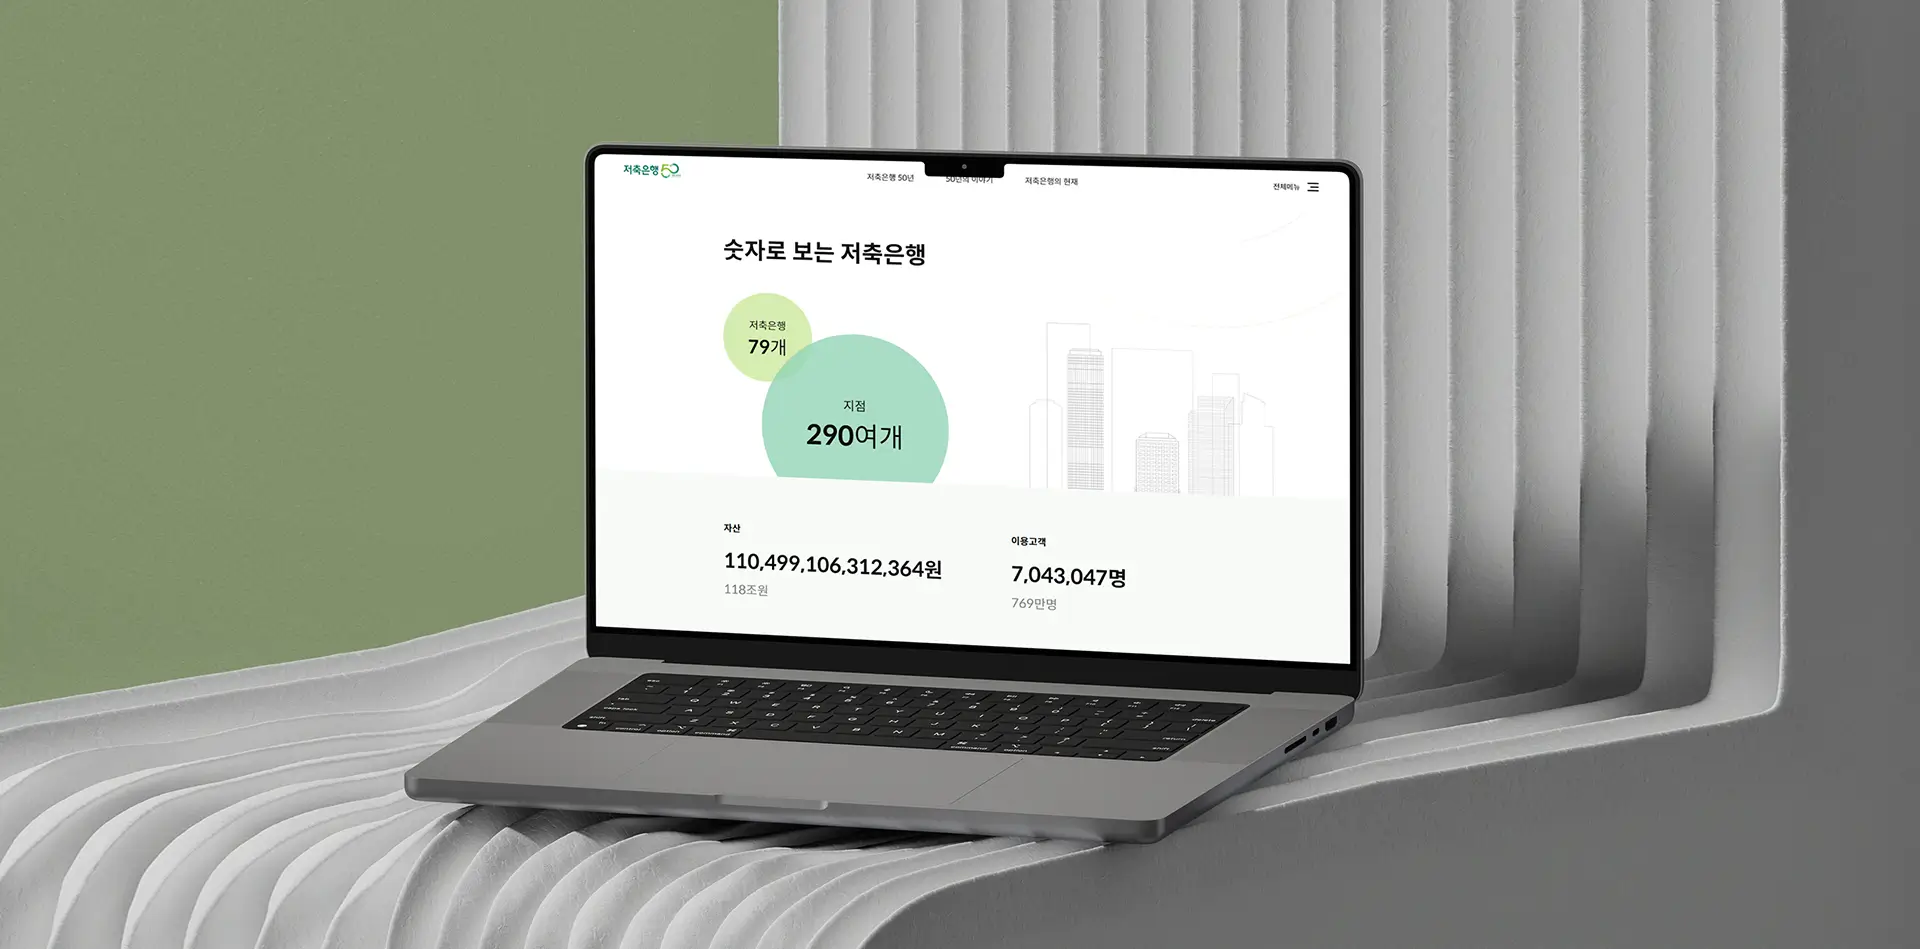 저축은행 50
저축은행 50년
50년의 이야기
저축은행의 현재
전체메뉴
숫자로 보는 저축은행
저축은행
79개
지점
290여개
자산
110,499,106,312,364원
118조원
이용고객
7,043,047명
769만명